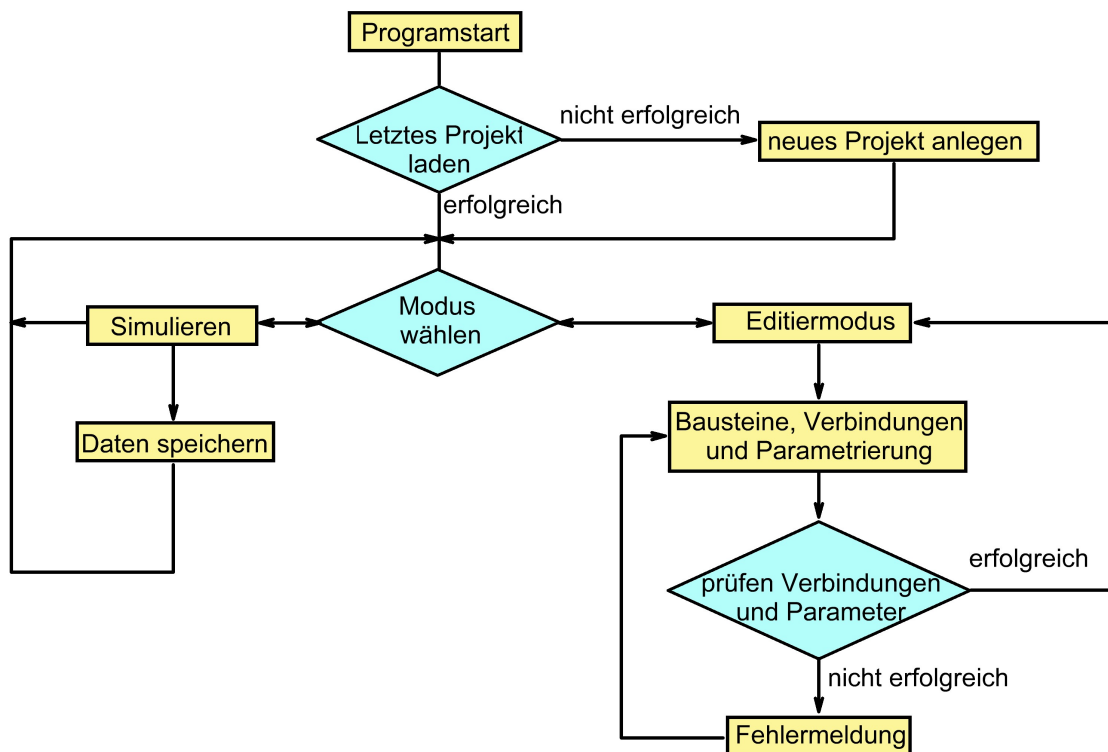 Programstart
nicht erfolgreich
Letztes Projekt
laden
neues Projekt anlegen
erfolgreich
Modus
wählen
Simulieren
Editiermodus
Daten speichern
Bausteine, Verbindungen
und Parametrierung
erfolgreich
prüfen Verbindungen
und Parameter
nicht erfolgreich
Fehlermeldung